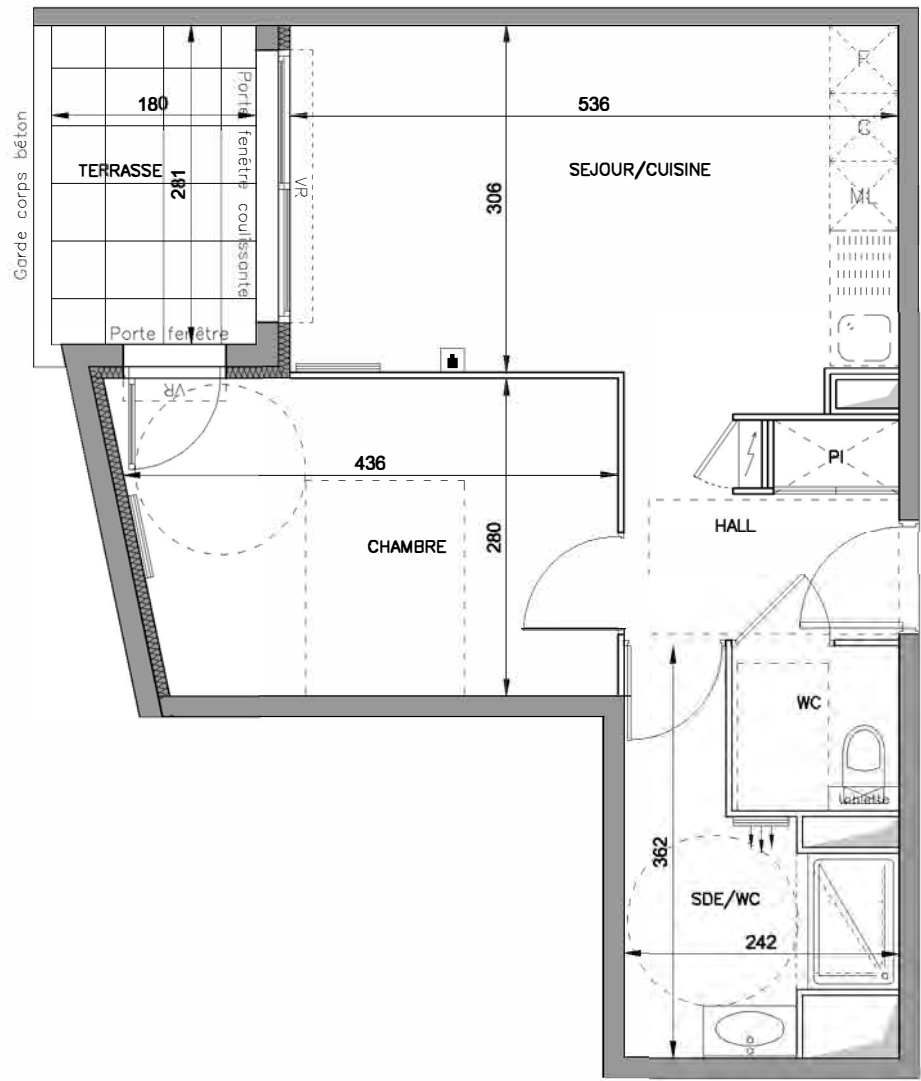 Garde corps béton
180
TERRASSE
281
Porte fenêtre coulissante
VR
536
SEJOUR/CUISINE
306
F
C
ML
Porte fenêtre
VR
436
280
CHAMBRE
PI
HALL
WC
tablette
362
SDE/WC
242